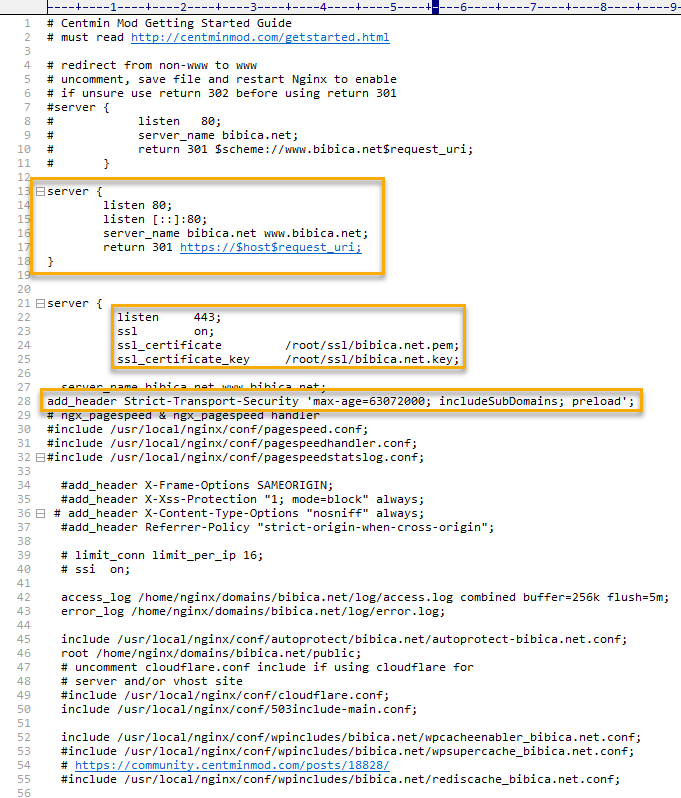 ----+----1----+----2----+----3----+----4----+----5----+----6----+----7----+----8----+----9-
1 # Centmin Mod Getting Started Guide
2 # must read http://centminmod.com/getstarted.html
3
4 # redirect from non-www to www
5 # uncomment, save file and restart Nginx to enable
6 # if unsure use return 302 before using return 301
7 #server {
8 #            listen   80;
9 #            server_name bibica.net;
10 #            return 301 $scheme://www.bibica.net$request_uri;
11 #       }
12
13 server {
14         listen 80;
15         listen [::]:80;
16         server_name bibica.net www.bibica.net;
17         return 301 https://$host$request_uri;
18 }
19
20
21 server {
22           listen     443;
23           ssl        on;
24           ssl_certificate         /root/ssl/bibica.net.pem;
25           ssl_certificate_key     /root/ssl/bibica.net.key;
26
27   server_name bibica.net www.bibica.net;
28 add_header Strict-Transport-Security 'max-age=63072000; includeSubDomains; preload';
29 # ngx_pagespeed & ngx_pagespeed handler
30 #include /usr/local/nginx/conf/pagespeed.conf;
31 #include /usr/local/nginx/conf/pagespeedhandler.conf;
32 #include /usr/local/nginx/conf/pagespeedstatslog.conf;
33
34   #add_header X-Frame-Options SAMEORIGIN;
35   #add_header X-Xss-Protection "1; mode=block" always;
36  # add_header X-Content-Type-Options "nosniff" always;
37   #add_header Referrer-Policy "strict-origin-when-cross-origin";
38
39   # limit_conn limit_per_ip 16;
40   # ssi  on;
41
42   access_log /home/nginx/domains/bibica.net/log/access.log combined buffer=256k flush=5m;
43   error_log /home/nginx/domains/bibica.net/log/error.log;
44
45   include /usr/local/nginx/conf/autoprotect/bibica.net/autoprotect-bibica.net.conf;
46   root /home/nginx/domains/bibica.net/public;
47   # uncomment cloudflare.conf include if using cloudflare for
48   # server and/or vhost site
49   #include /usr/local/nginx/conf/cloudflare.conf;
50   include /usr/local/nginx/conf/503include-main.conf;
51
52   include /usr/local/nginx/conf/wpincludes/bibica.net/wpcacheenabler_bibica.net.conf;
53   #include /usr/local/nginx/conf/wpincludes/bibica.net/wpsupercache_bibica.net.conf;
54   # https://community.centminmod.com/posts/18828/
55   #include /usr/local/nginx/conf/wpincludes/bibica.net/rediscache_bibica.net.conf;
56